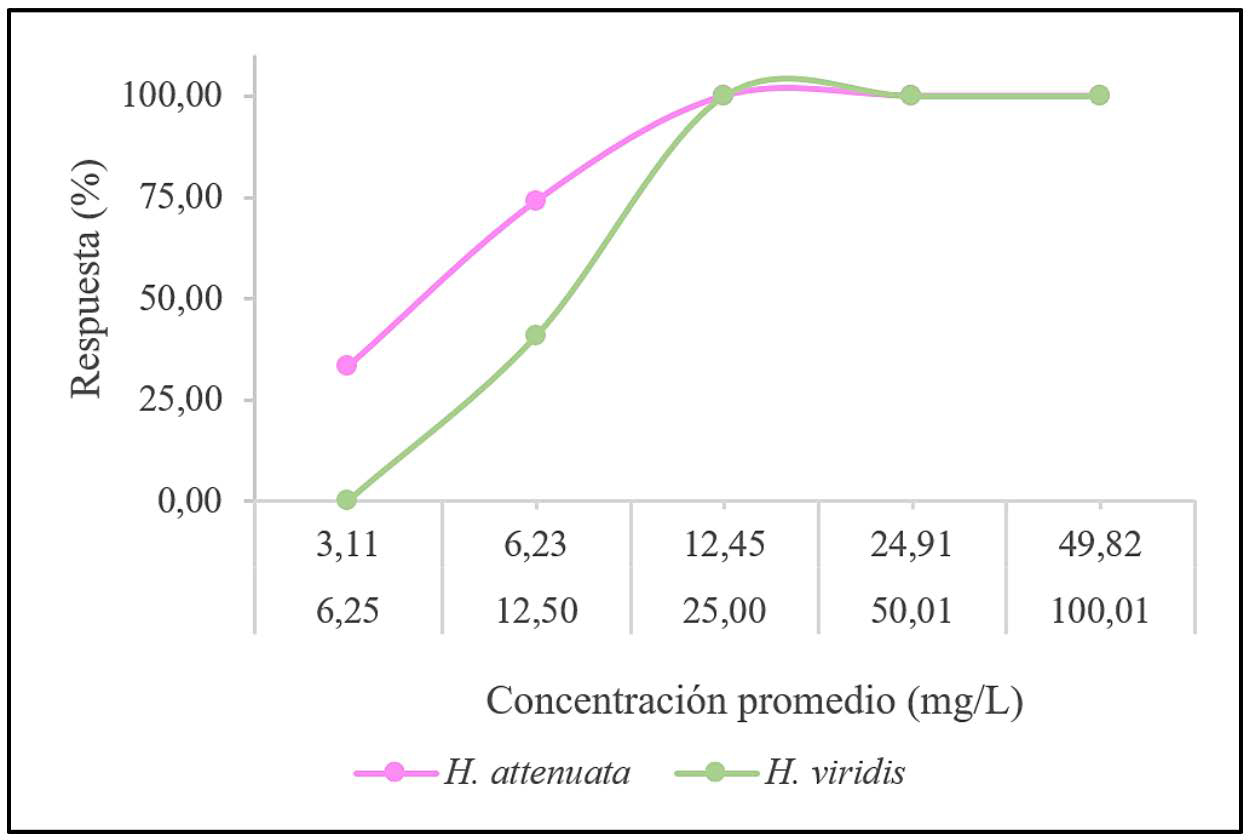 100,00
75,00
50,00
25,00
0,00
Respuesta (%)
3,11 6,23 12,45 24,91 49,82
6,25 12,50 25,00 50,01 100,01
Concentración promedio (mg/L)
H. attenuata H. viridis